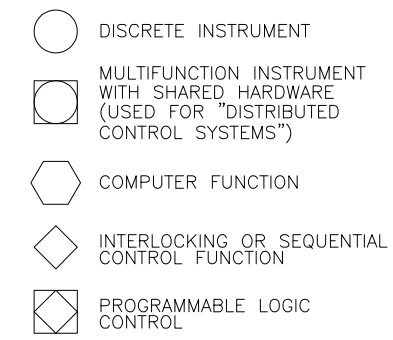 DISCRETE INSTRUMENT
MULTIFUNCTION INSTRUMENT
WITH SHARED HARDWARE
(USED FOR "DISTRIBUTED
CONTROL SYSTEMS")
COMPUTER FUNCTION
INTERLOCKING OR SEQUENTIAL
CONTROL FUNCTION
PROGRAMMABLE LOGIC
CONTROL